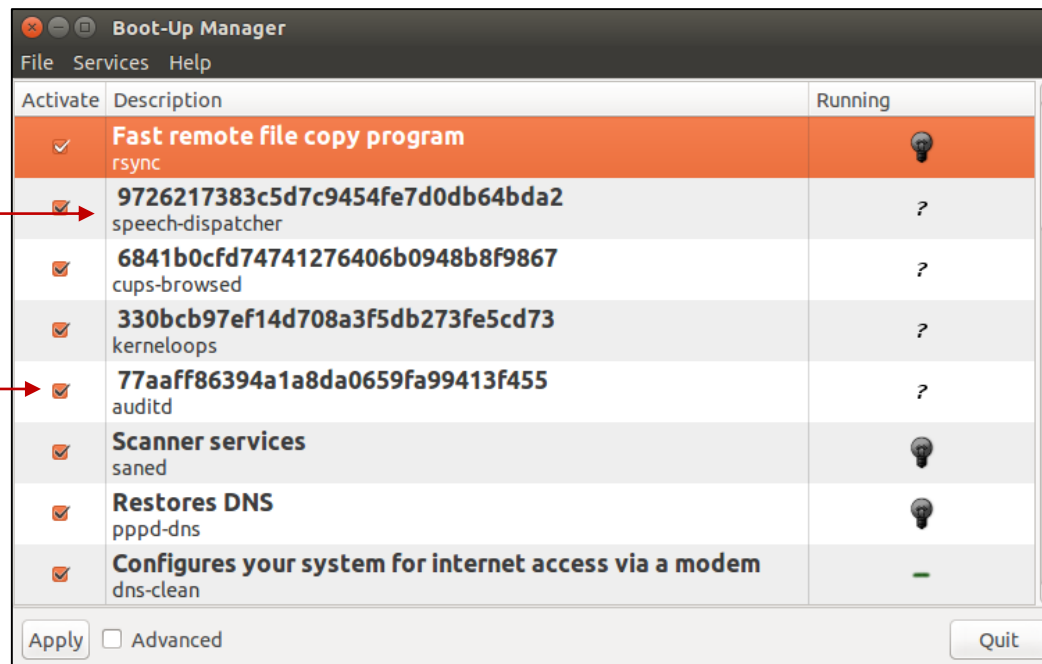 Boot-Up Manager
File Services Help
Activate Description Running
Fast remote file copy program
rsync
9726217383c5d7c9454fe7d0db64bda2
speech-dispatcher
?
6841b0cfd74741276406b0948b8f9867
cups-browsed
?
330bcb97ef14d708a3f5db273fe5cd73
kerneloops
?
77aaff86394a1a8da0659fa99413f455
auditd
?
Scanner services
saned
Restores DNS
pppd-dns
Configures your system for internet access via a modem
dns-clean
Apply Advanced Quit